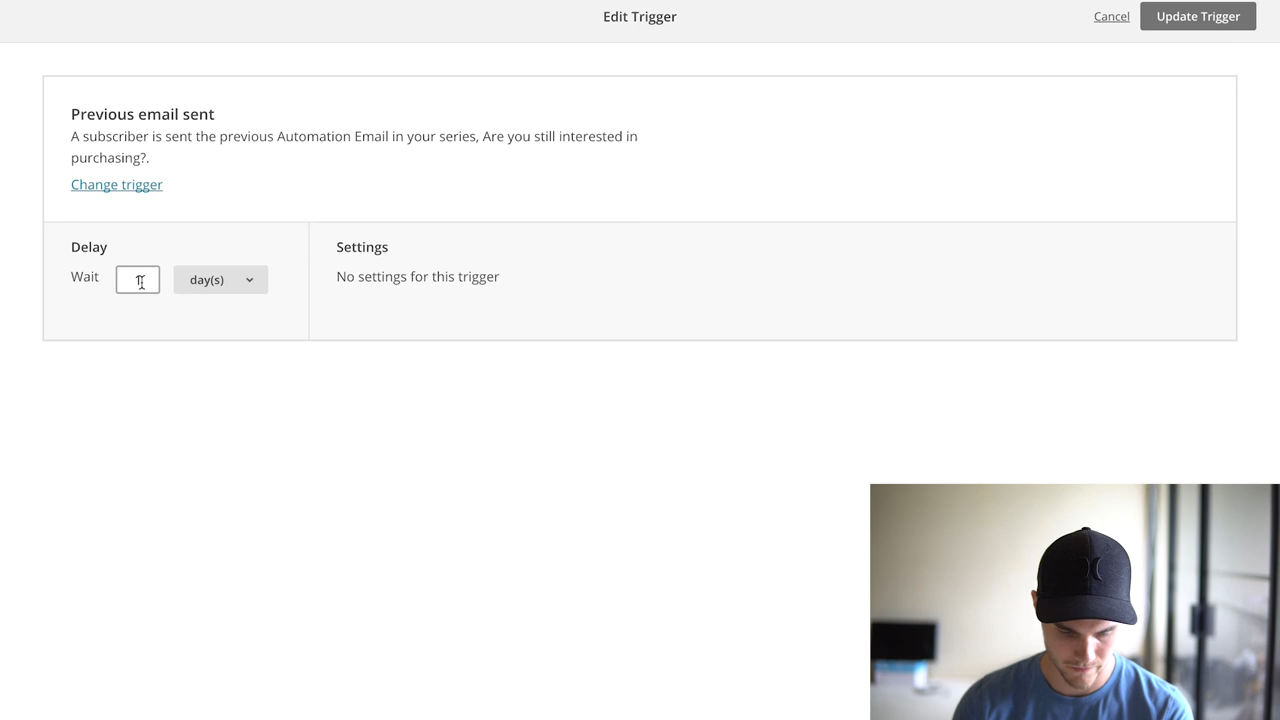 Edit Trigger
Cancel
Update Trigger
Previous email sent
A subscriber is sent the previous Automation Email in your series, Are you still interested in
purchasing?.
Change trigger
Delay
Settings
Wait
day(s)
No settings for this trigger